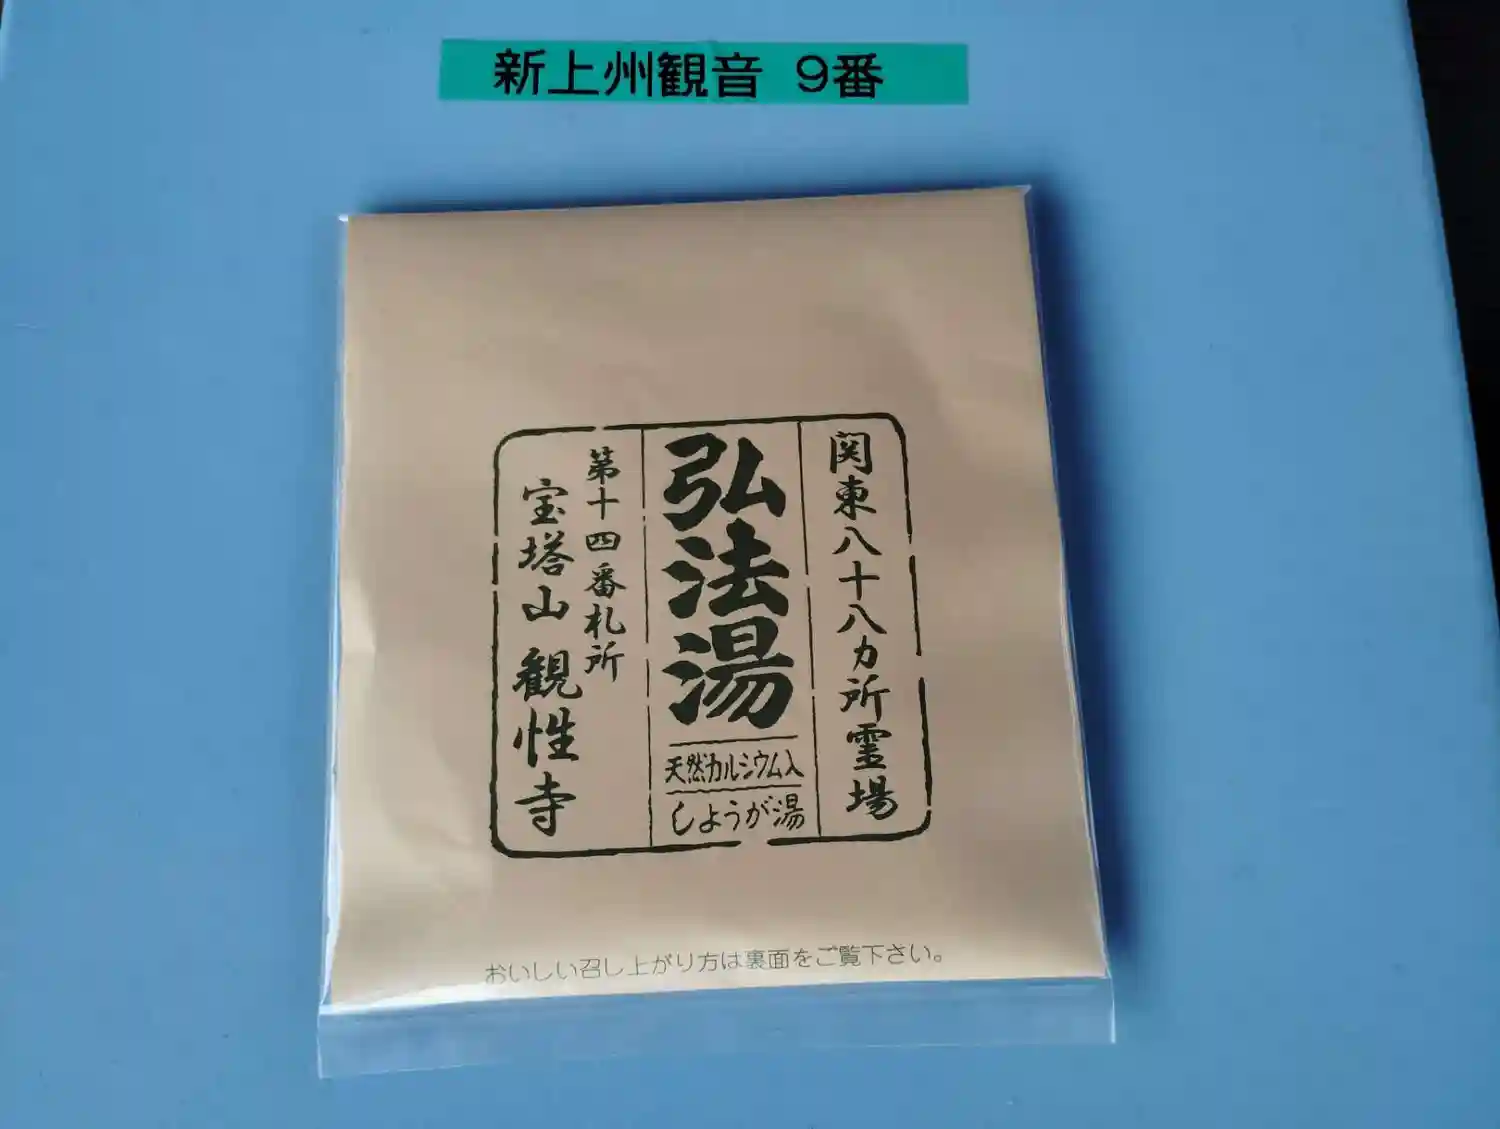 新上州観音 9番
関東八十八カ所霊場
弘法湯
天然カルシウム入
しょうが湯
第十四番札所
宝塔山 観性寺
おいしい召し上がり方は裏面をご覧下さい。